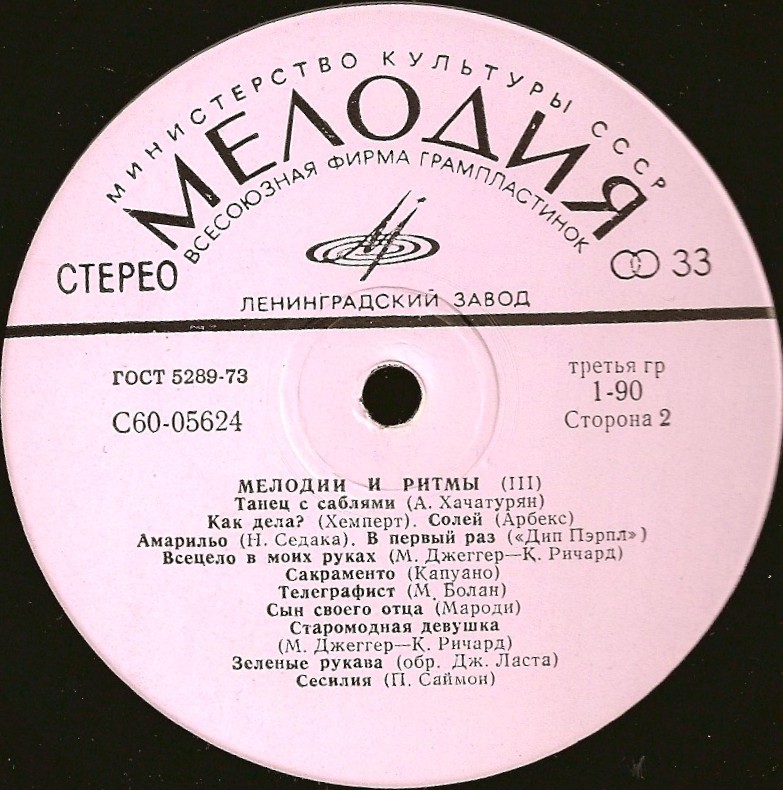 МИНИСТЕРСТВО КУЛЬТУРЫ СССР
МЕЛОДИЯ
ВСЕСОЮЗНАЯ ФИРМА ГРАМПЛАСТИНОК
СТЕРЕО
33
ЛЕНИНГРАДСКИЙ ЗАВОД
ГОСТ 5289-73
третья гр
1-90
С60-05624
Сторона 2
МЕЛОДИИ И РИТМЫ (III)
Танец с саблями (А. Хачатурян)
Как дела? (Хемперт). Солей (Арбекс)
Амарильо (Н. Седака). В первый раз («Дип Пэрпл»)
Всецело в моих руках (М. Джеггер—К. Ричард)
Сакраменто (Капуано)
Телеграфист (М. Болан)
Сын своего отца (Мароди)
Старомодная девушка
(М. Джеггер—К. Ричард)
Зеленые рукава (обр. Дж. Ласта)
Сесилия (П. Саймон)